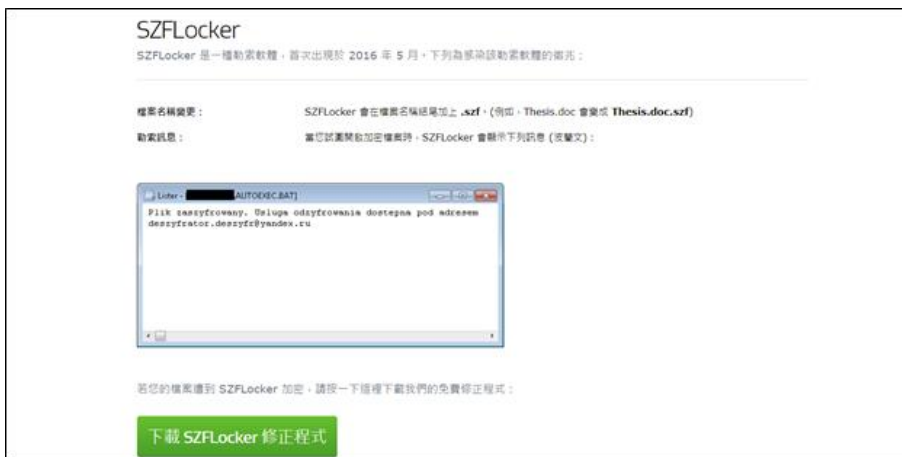 SZFLocker
SZFLocker 是一種勒索軟體，首次出現於 2016 年 5 月。下列為感染該勒索軟體的徵兆：
檔案名稱變更： SZFLocker 會在檔案名稱結尾加上 .szf。(例如，Thesis.doc 會變成 Thesis.doc.szf)
勒索訊息： 當您試圖開啟加密檔案時，SZFLocker 會顯示下列訊息 (波蘭文)：
Lister - AUTOEXEC.BAT]
Plik zaszyfrowany. Usluga odzyfrowania dostepna pod adresem
deszyfrator.deszyfr@yandex.ru
若您的檔案遭到 SZFLocker 加密，請按一下這裡下載我們的免費修正程式：
下載 SZFLocker 修正程式